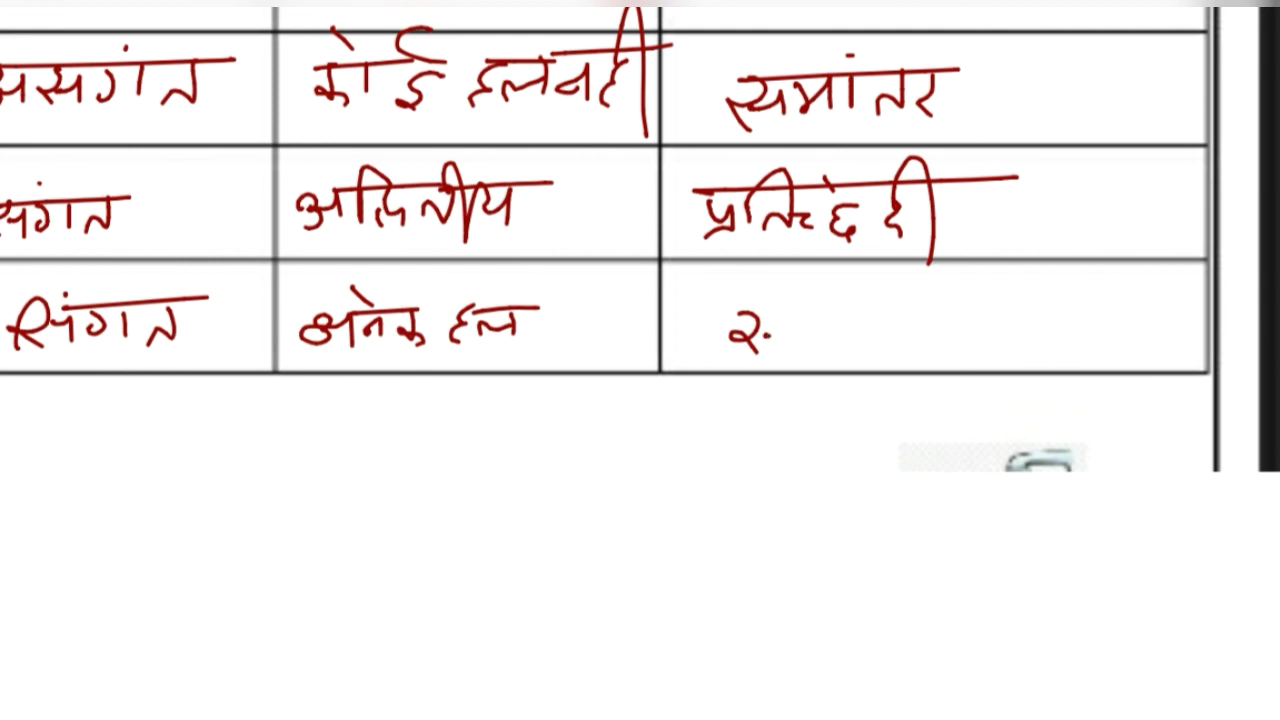 असंगत कोई हल नही समांतर
संगत अद्वितीय प्रतिच्छेदी
संगत अनेक हल २.